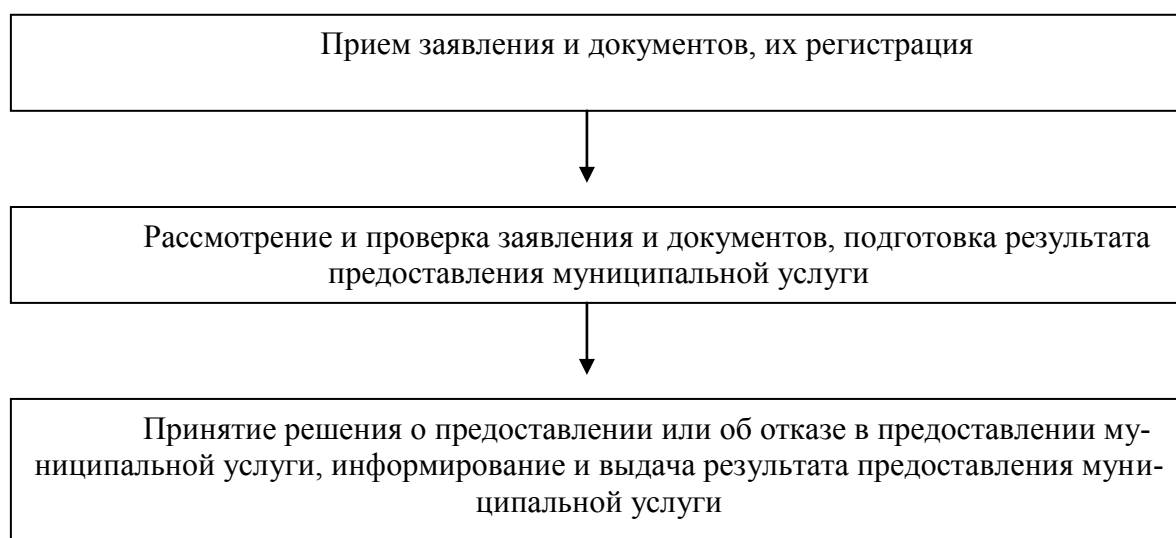 Прием заявления и документов, их регистрация
Рассмотрение и проверка заявления и документов, подготовка результата
предоставления муниципальной услуги
Принятие решения о предоставлении или об отказе в предоставлении му-
ниципальной услуги, информирование и выдача результата предоставления муни-
ципальной услуги